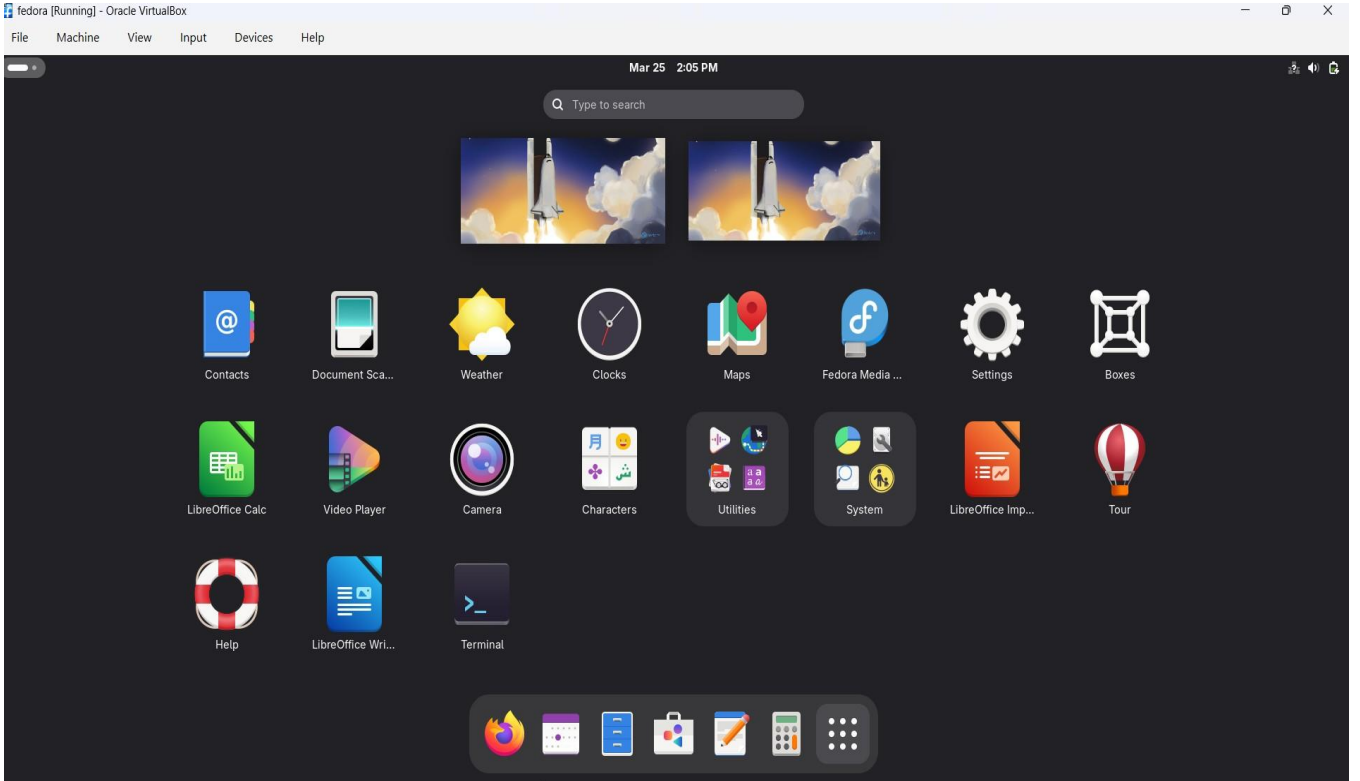 fedora [Running] - Oracle VirtualBox
File Machine View Input Devices Help
Mar 25 2:05 PM
Type to search
Contacts Document Sca... Weather Clocks Maps Fedora Media ... Settings Boxes
LibreOffice Calc Video Player Camera Characters Utilities System LibreOffice Imp... Tour
Help LibreOffice Wri... Terminal